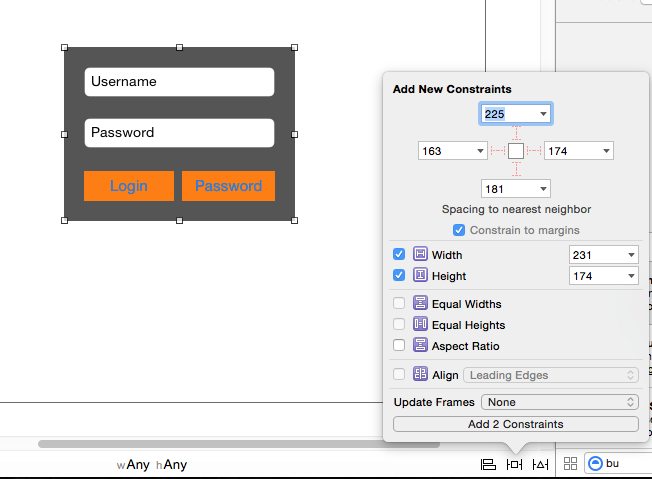 Username
Password
Login Password
Add New Constraints
225
163 174
181
Spacing to nearest neighbor
Constrain to margins
Width 231
Height 174
Equal Widths
Equal Heights
Aspect Ratio
Align Leading Edges
Update Frames None
Add 2 Constraints
wAny hAny
bu